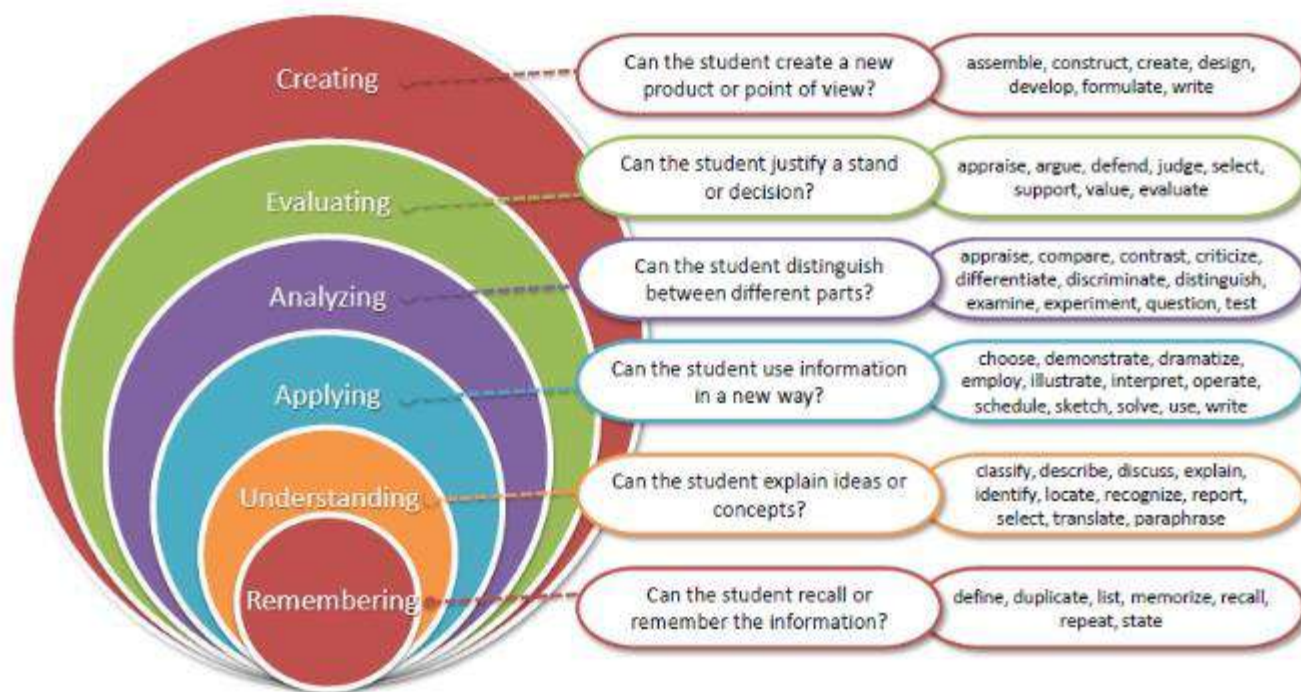 Creating
Can the student create a new
product or point of view?
assemble, construct, create, design,
develop, formulate, write
Evaluating
Can the student justify a stand
or decision?
appraise, argue, defend, judge, select,
support, value, evaluate
Analyzing
Can the student distinguish
between different parts?
appraise, compare, contrast, criticize,
differentiate, discriminate, distinguish,
examine, experiment, question, test
Applying
Can the student use information
in a new way?
choose, demonstrate, dramatize,
employ, illustrate, interpret, operate,
schedule, sketch, solve, use, write
Understanding
Can the student explain ideas or
concepts?
classify, describe, discuss, explain,
identify, locate, recognize, report,
select, translate, paraphrase
Remembering
Can the student recall or
remember the information?
define, duplicate, list, memorize, recall,
repeat, state